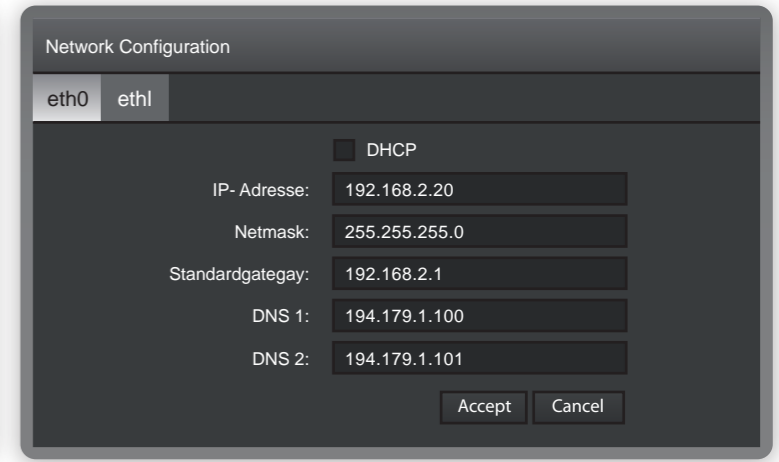 Network Configuration
eth0 ethl
DHCP
IP- Adresse: 192.168.2.20
Netmask: 255.255.255.0
Standardgategay: 192.168.2.1
DNS 1: 194.179.1.100
DNS 2: 194.179.1.101
Accept Cancel